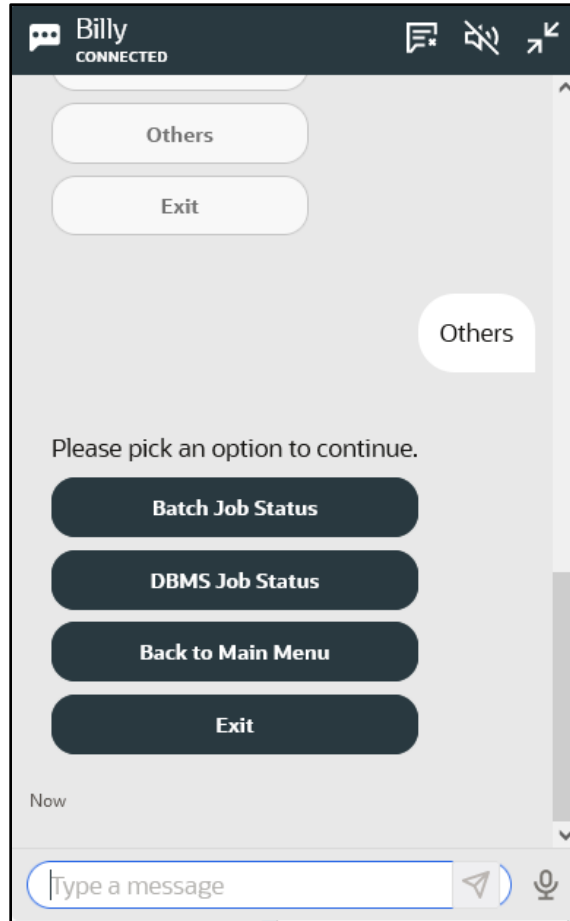 Billy
CONNECTED
Others
Exit
Others
Please pick an option to continue.
Batch Job Status
DBMS Job Status
Back to Main Menu
Exit
Now
Type a message